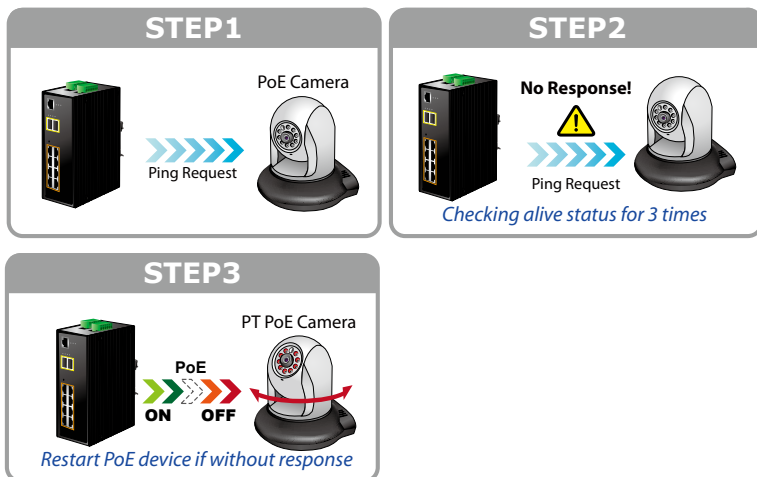 STEP1
PoE Camera
Ping Request
STEP2
No Response!
Ping Request
Checking alive status for 3 times
STEP3
PT PoE Camera
PoE
ON OFF
Restart PoE device if without response